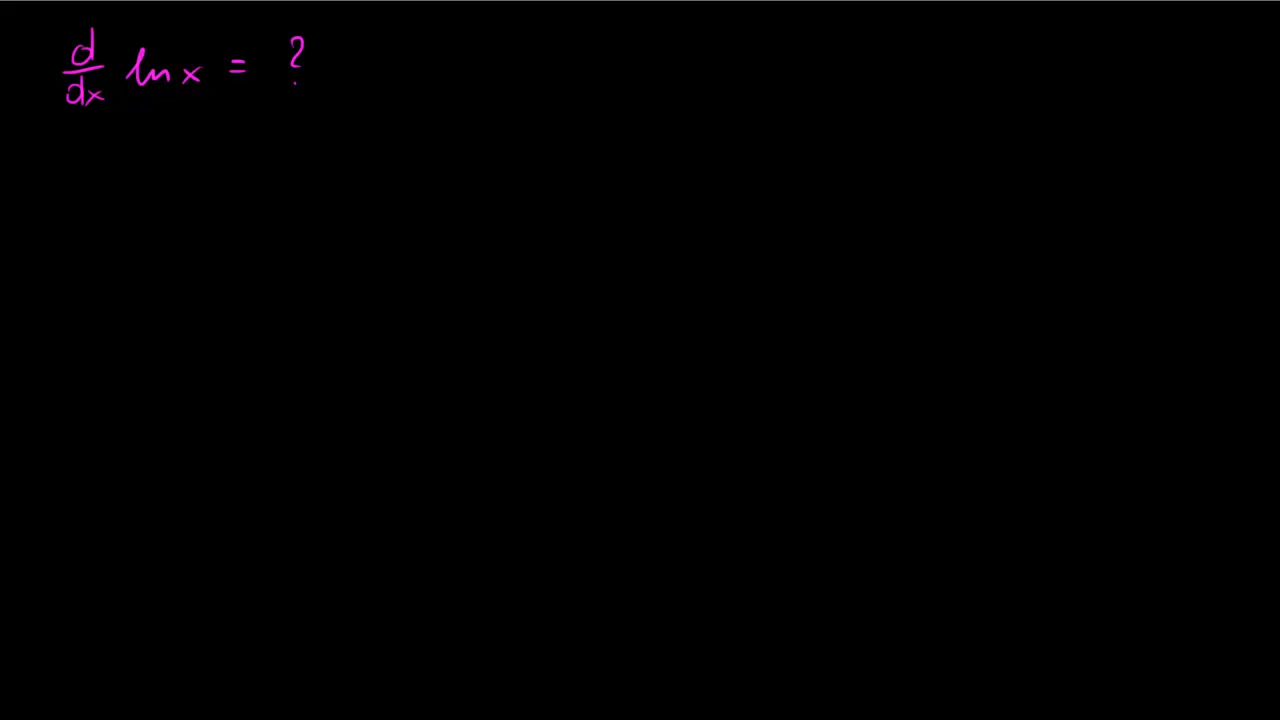 d/dx ln x = ?